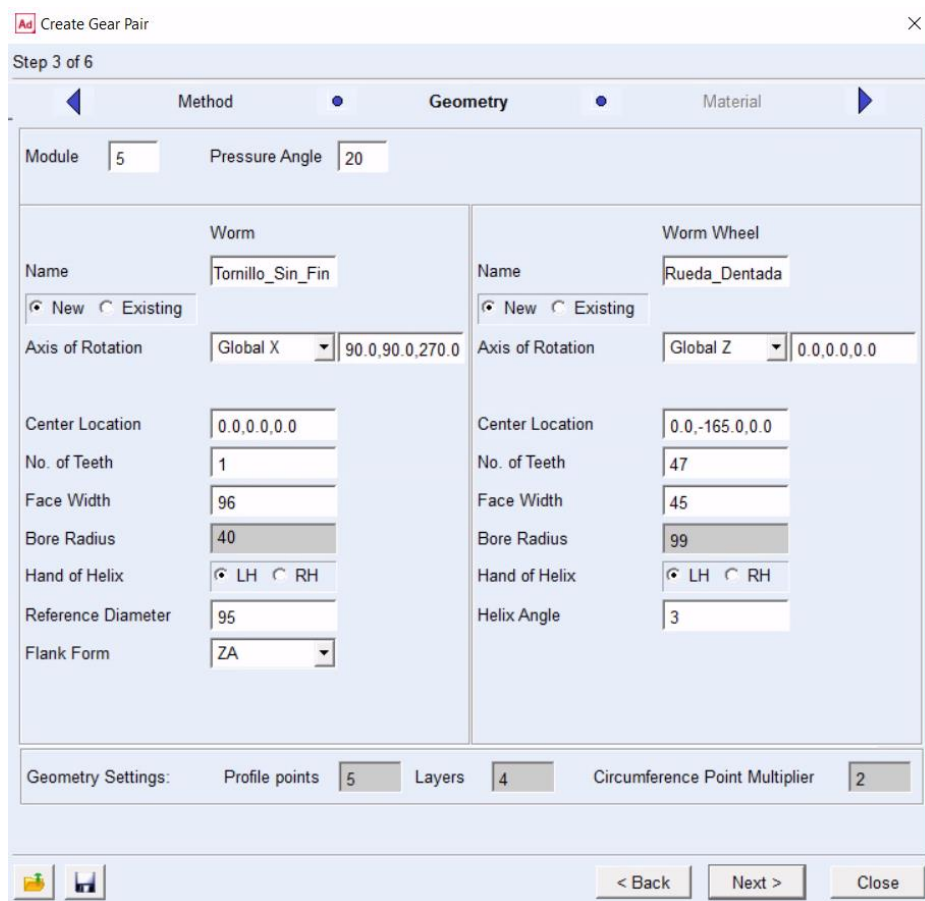 Ad Create Gear Pair
Step 3 of 6
Method Geometry Material
Module 5 Pressure Angle 20
Worm Worm Wheel
Name Tornillo_Sin_Fin Name Rueda_Dentada
New Existing New Existing
Axis of Rotation Global X 90.0,90.0,270.0 Axis of Rotation Global Z 0.0,0.0,0.0
Center Location 0.0,0.0,0.0 Center Location 0.0,-165.0,0.0
No. of Teeth 1 No. of Teeth 47
Face Width 96 Face Width 45
Bore Radius 40 Bore Radius 99
Hand of Helix LH RH Hand of Helix LH RH
Reference Diameter 95 Helix Angle 3
Flank Form ZA
Geometry Settings: Profile points 5 Layers 4 Circumference Point Multiplier 2
< Back Next > Close